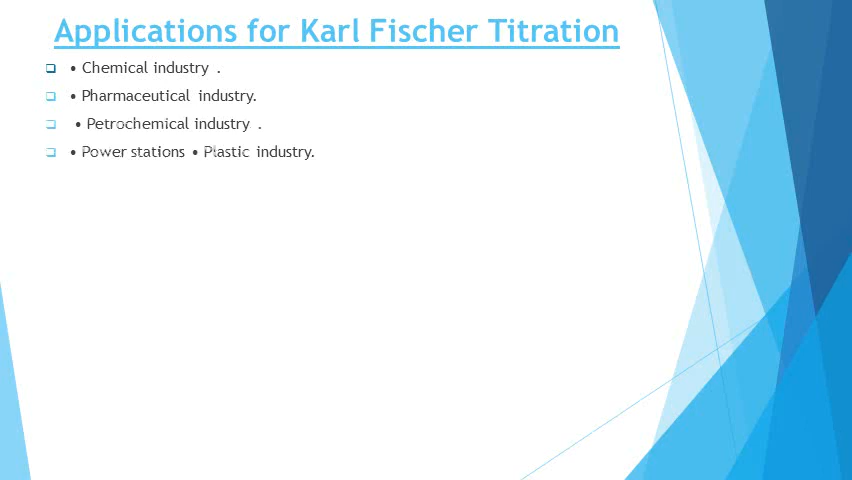 Applications for Karl Fischer Titration
❑ • Chemical industry .
❑ • Pharmaceutical industry.
❑ • Petrochemical industry .
❑ • Power stations • Plastic industry.